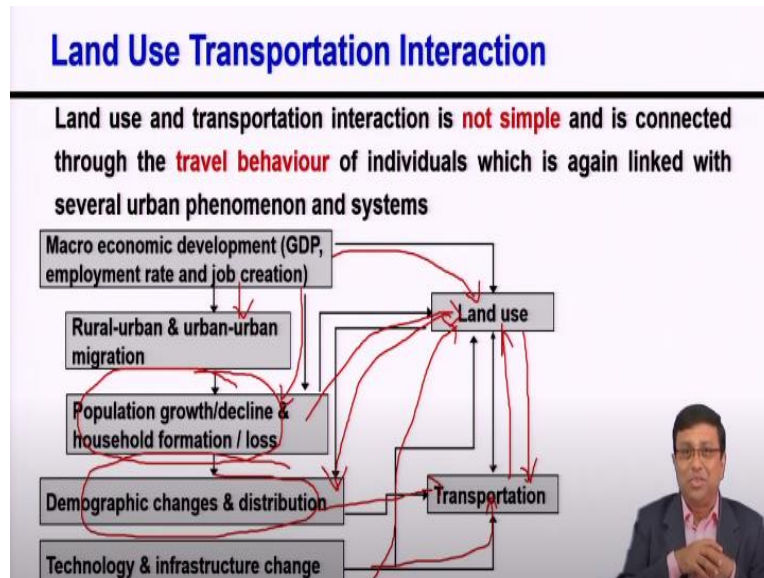 Land Use Transportation Interaction
Land use and transportation interaction is not simple and is connected
through the travel behaviour of individuals which is again linked with
several urban phenomenon and systems
Macro economic development (GDP,
employment rate and job creation)
Land use
Rural-urban & urban-urban
migration
Population growth/decline &
household formation / loss
Demographic changes & distribution
Transportation
Technology & infrastructure change